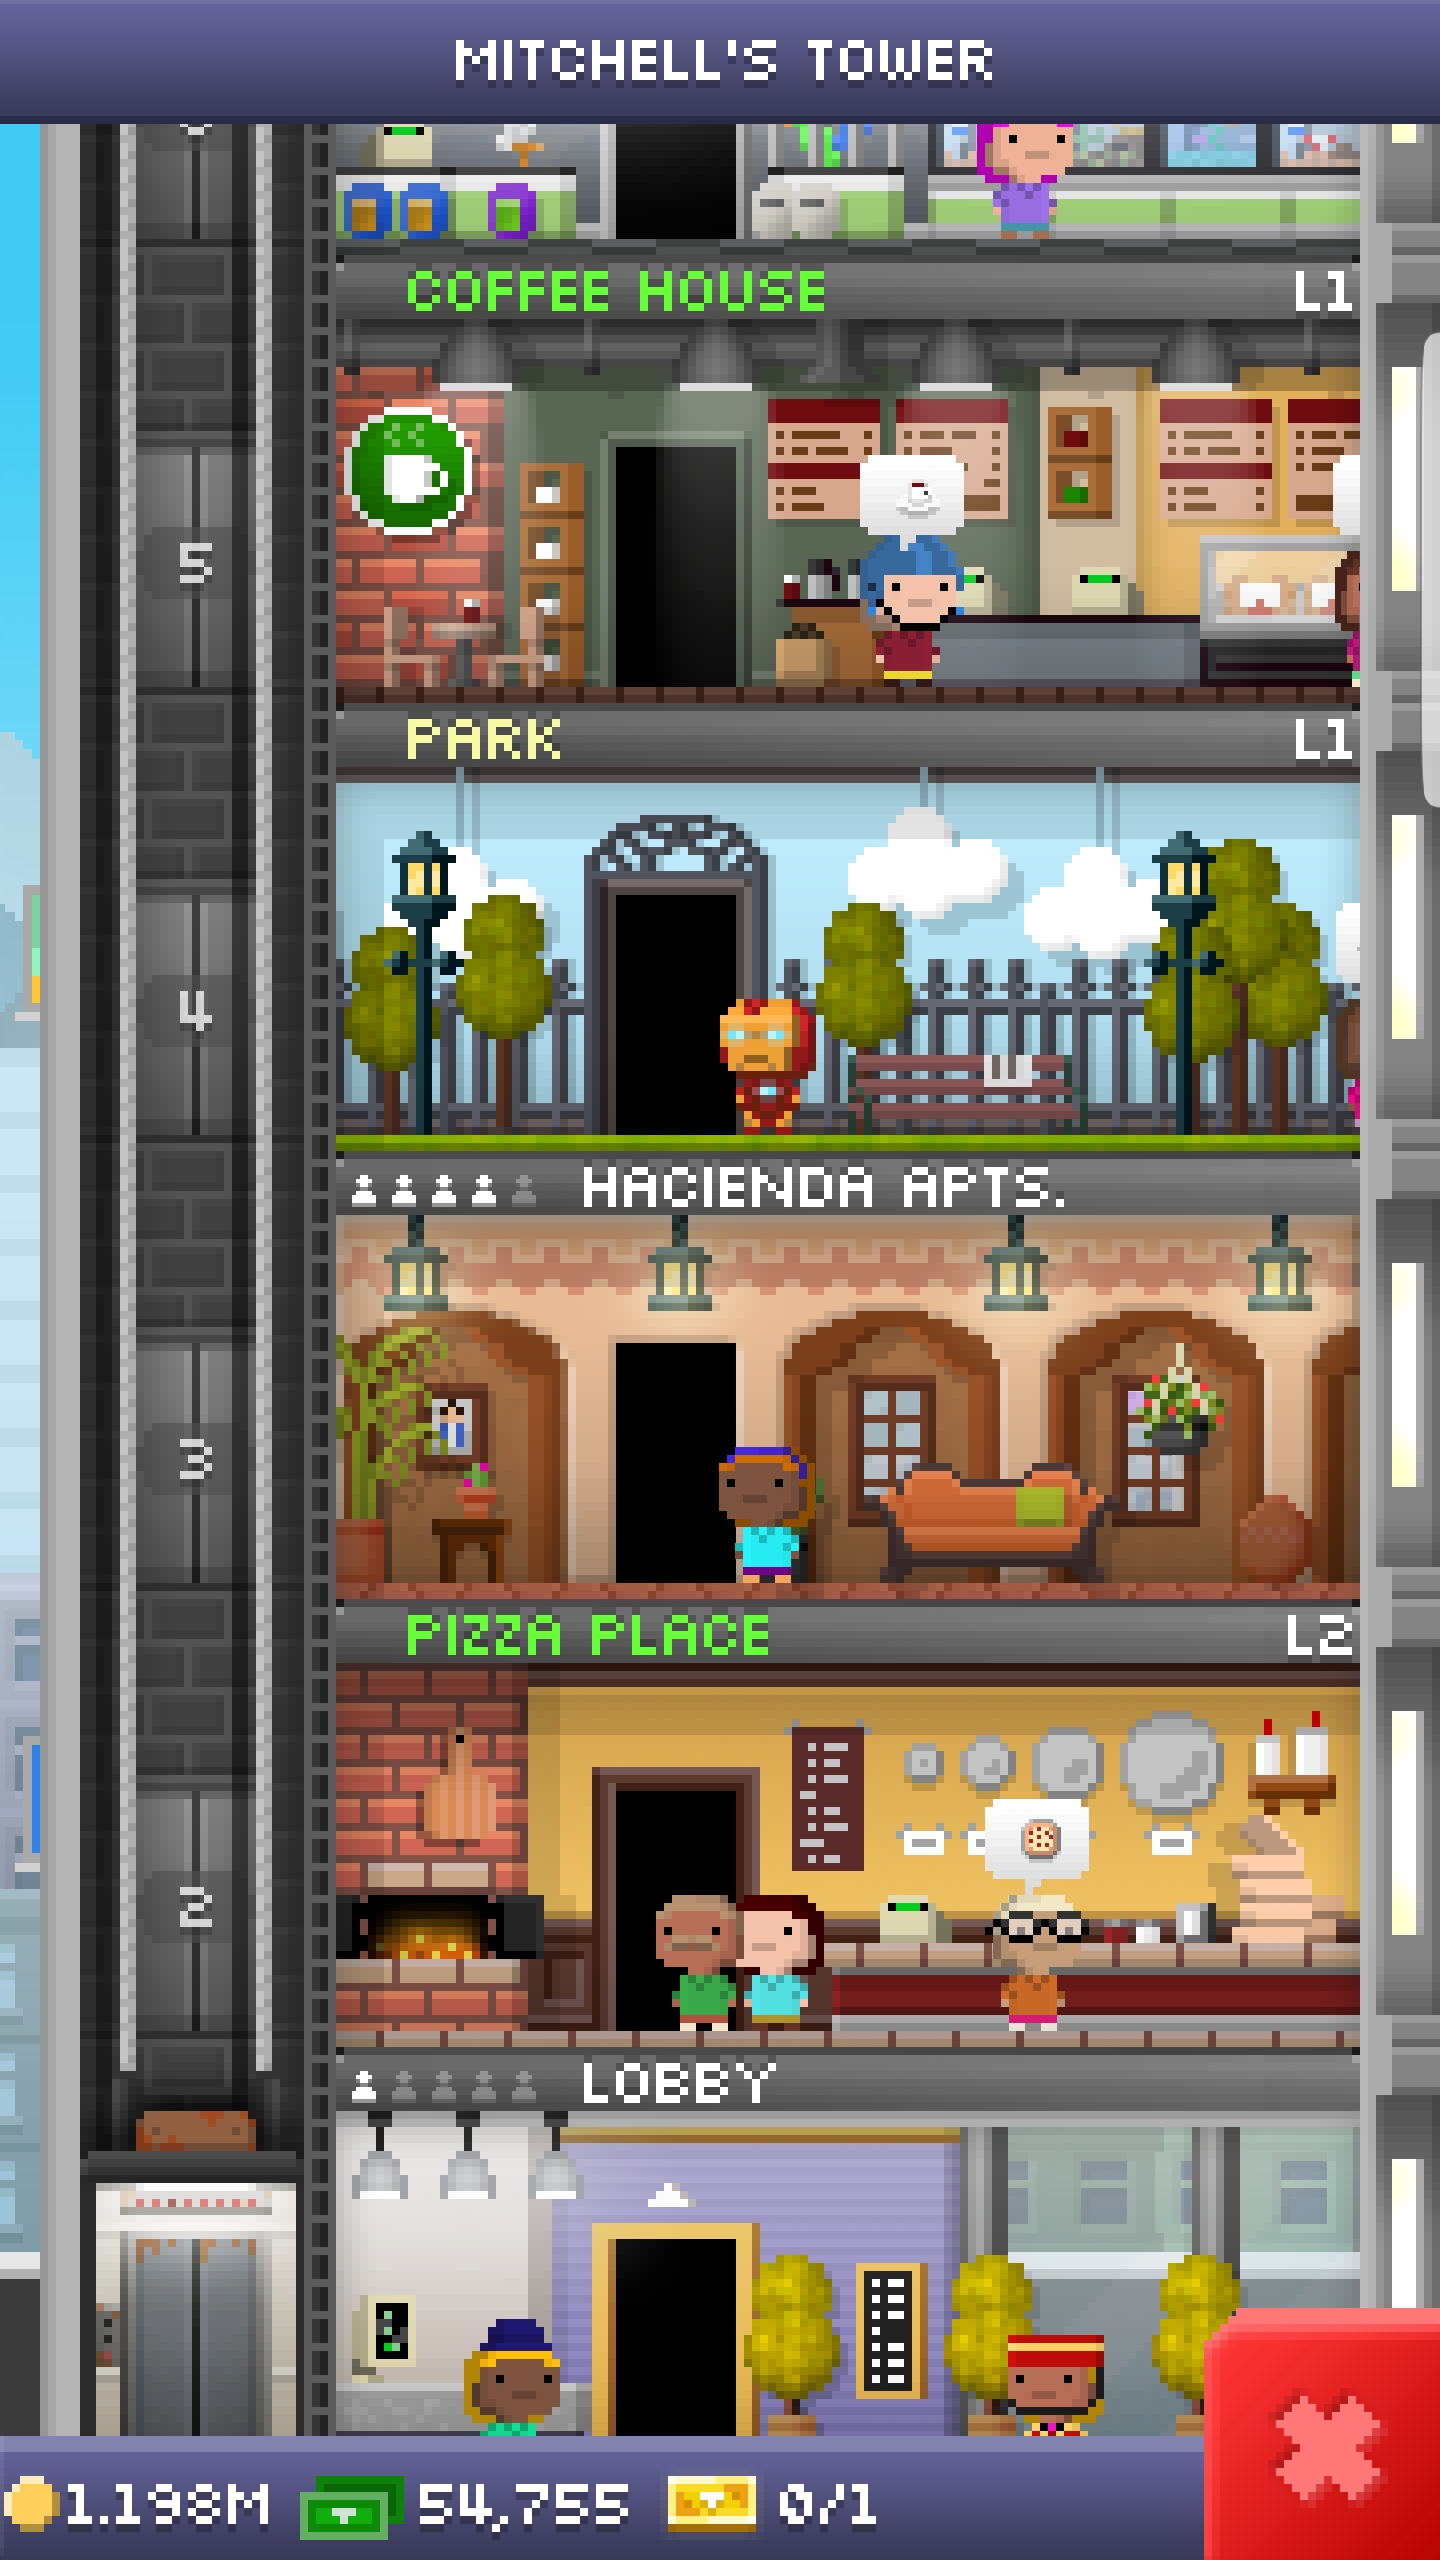 MITCHELL'S TOWER
COFFEE HOUSE L1
5
PARK L1
4
HACIENDA APTS.
3
PIZZA PLACE L2
2
LOBBY
1.198M 54,755 0/1